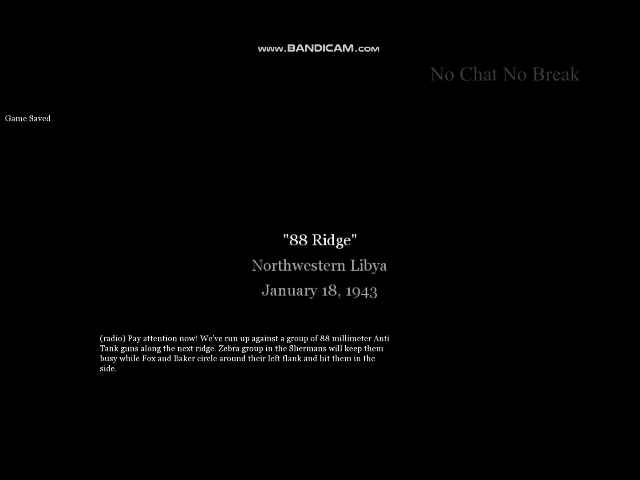 www.BANDICAM.com
No Chat No Break
Game Saved
"88 Ridge"
Northwestern Libya
January 18, 1943
(radio) Pay attention now! We've run up against a group of 88 millimeter Anti
Tank guns along the next ridge. Zebra group in the Shermans will keep them
busy while Fox and Baker circle around their left flank and hit them in the
side.